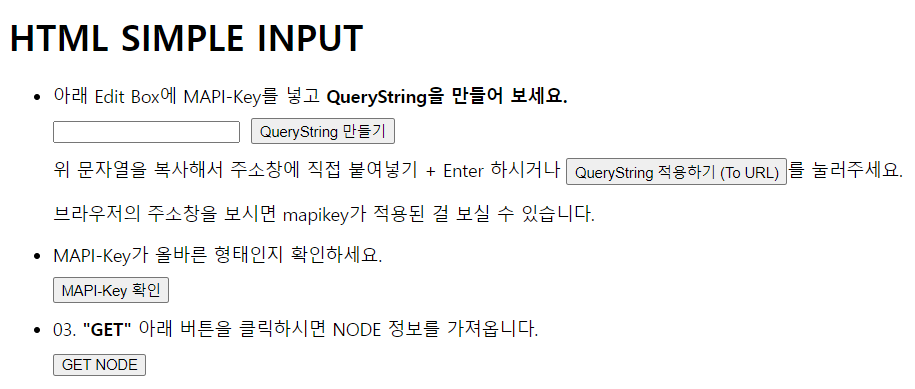 HTML SIMPLE INPUT
아래 Edit Box에 MAPI-Key를 넣고 QueryString을 만들어 보세요.
QueryString 만들기
위 문자열을 복사해서 주소창에 직접 붙여넣기 + Enter 하시거나 QueryString 적용하기 (To URL)를 눌러주세요.
브라우저의 주소창을 보시면 mapikey가 적용된 걸 보실 수 있습니다.
MAPI-Key가 올바른 형태인지 확인하세요.
MAPI-Key 확인
03. "GET" 아래 버튼을 클릭하시면 NODE 정보를 가져옵니다.
GET NODE